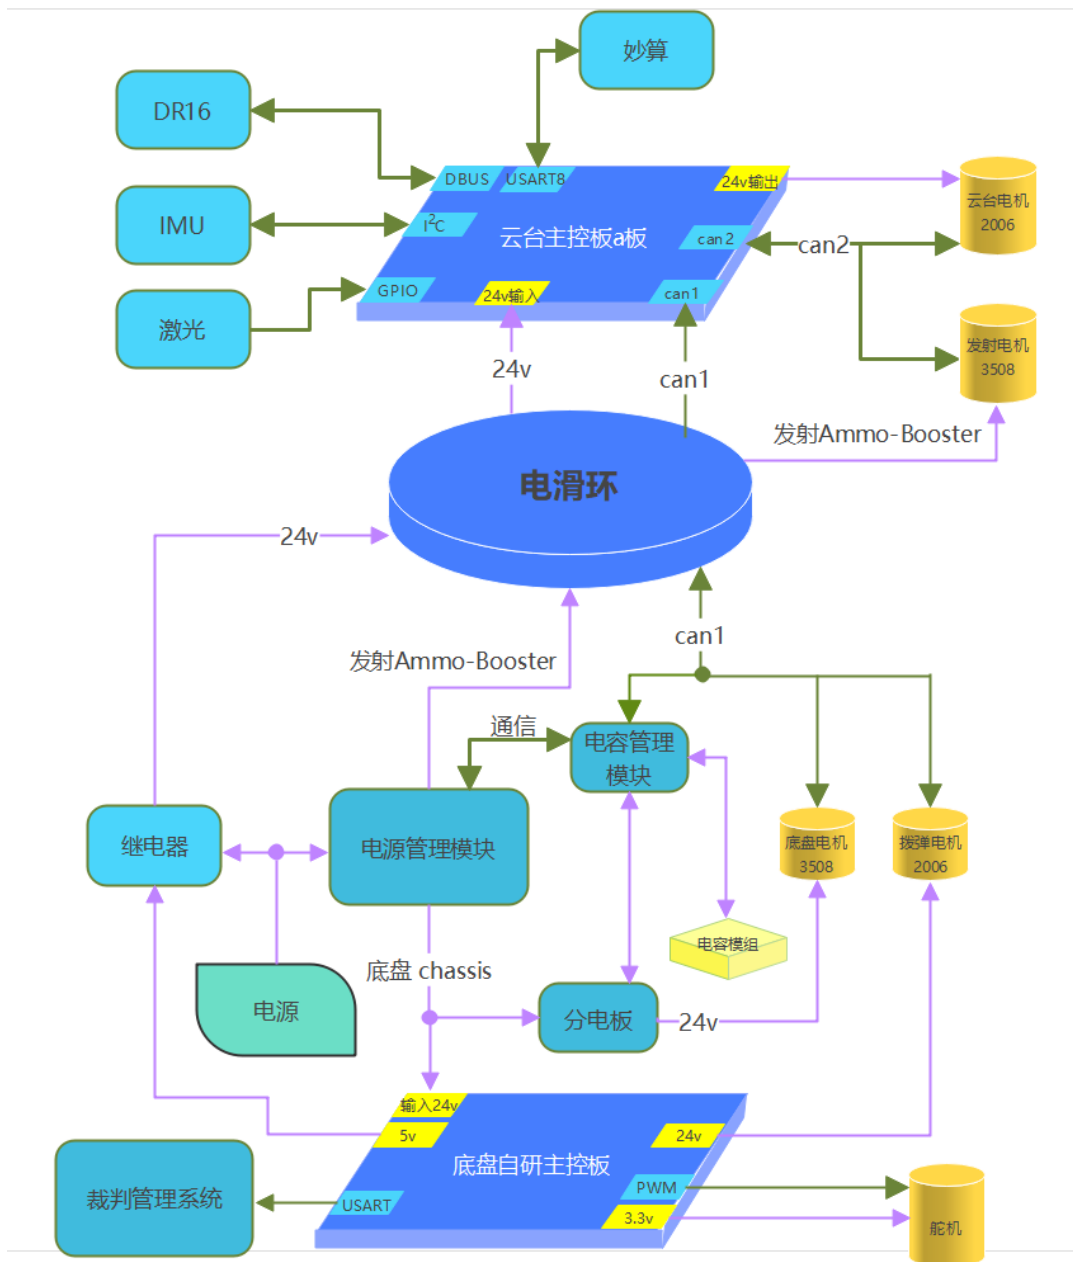 妙算
DR16
DBUS
USART8
24v输出
云台电机
2006
IMU
I²C
云台主控板a板
can2
can2
激光
GPIO
24v输入
can1
发射电机
3508
24v
can1
发射Ammo-Booster
电滑环
24v
can1
发射Ammo-Booster
通信
电容管理
模块
继电器
电源管理模块
底盘电机
3508
拨弹电机
2006
电容模组
底盘 chassis
电源
分电板
24v
输入24v
5v
24v
底盘自研主控板
裁判管理系统
USART
PWM
3.3v
舵机